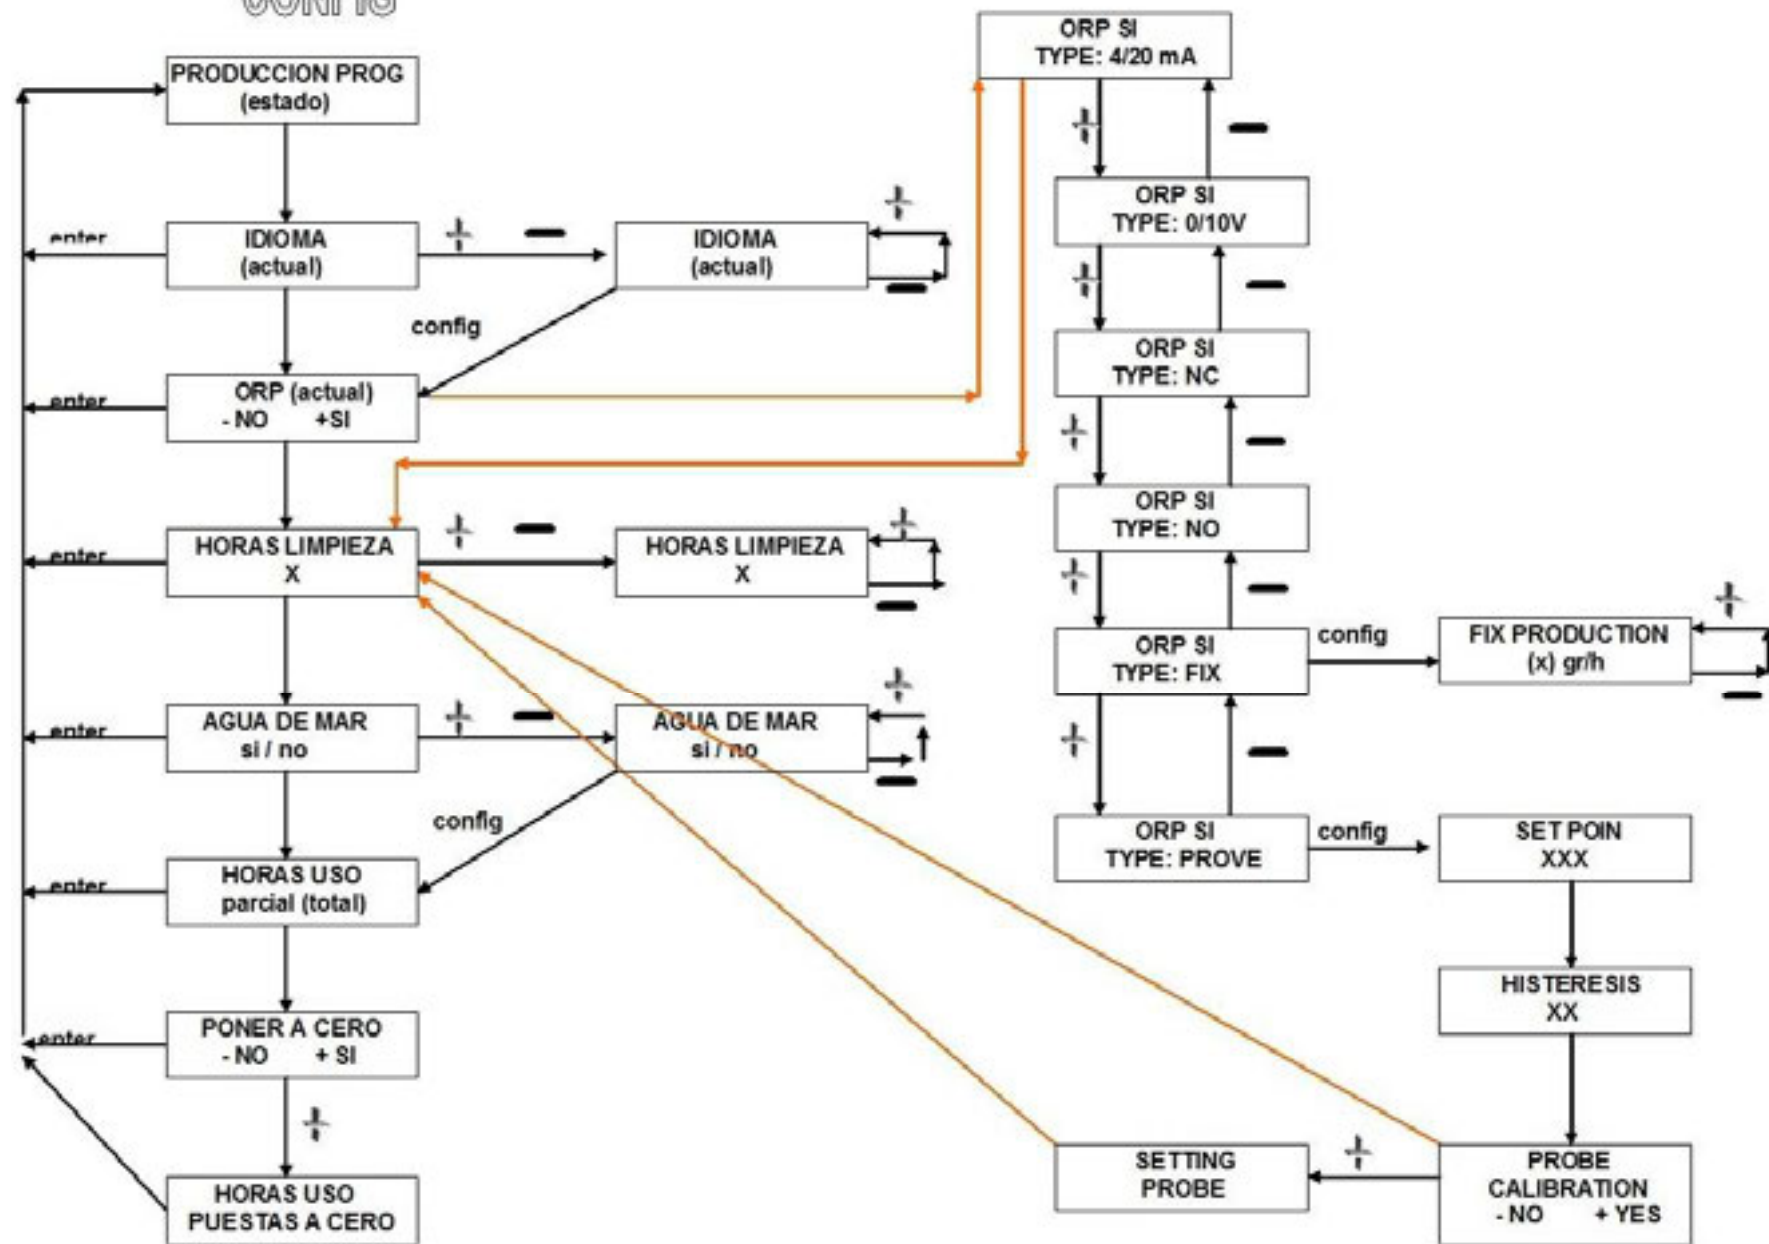 CONFIG
PRODUCCION PROG
(estado)
enter
IDIOMA
(actual)
+ −
IDIOMA
(actual)
+
−
config
enter
ORP (actual)
- NO +SI
enter
HORAS LIMPIEZA
X
+ −
HORAS LIMPIEZA
X
+
−
enter
AGUA DE MAR
si / no
+ −
AGUA DE MAR
si / no
+
−
config
enter
HORAS USO
parcial (total)
enter
PONER A CERO
- NO + SI
+
HORAS USO
PUESTAS A CERO
ORP SI
TYPE: 4/20 mA
+ −
ORP SI
TYPE: 0/10V
+ −
ORP SI
TYPE: NC
+ −
ORP SI
TYPE: NO
+ −
ORP SI
TYPE: FIX
config
FIX PRODUCTION
(x) gr/h
+
−
+ −
ORP SI
TYPE: PROVE
config
SET POIN
XXX
HISTERESIS
XX
PROBE
CALIBRATION
- NO + YES
+
SETTING
PROBE